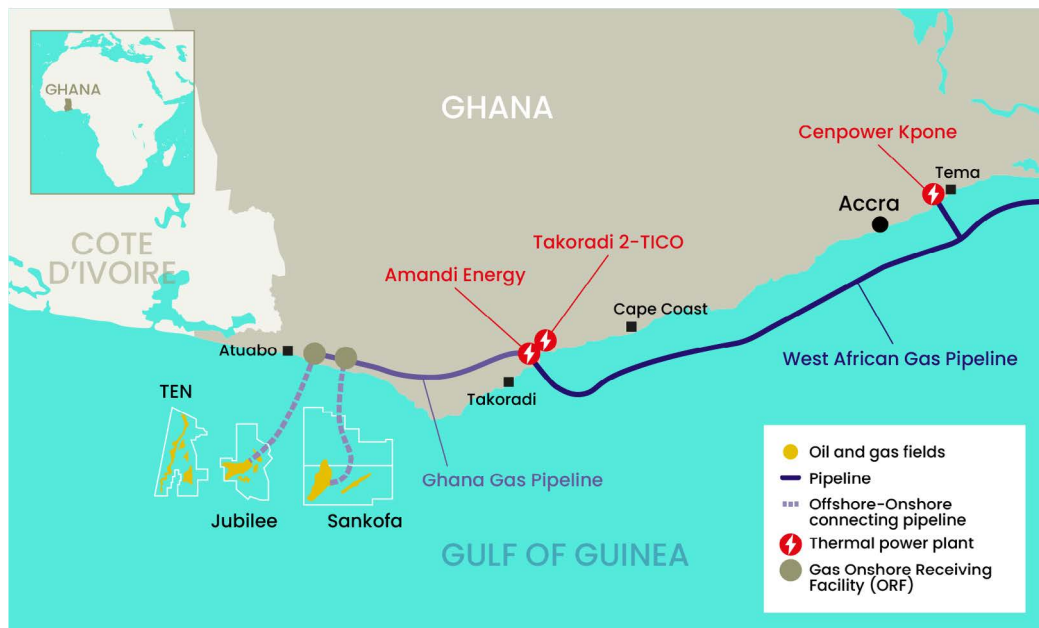 GHANA
GHANA
Cenpower Kpone
Tema
Accra
COTE
D'IVOIRE
Takoradi 2-TICO
Amandi Energy
Cape Coast
Atuabo
West African Gas Pipeline
Takoradi
TEN
Ghana Gas Pipeline
Jubilee
Sankofa
GULF OF GUINEA
Oil and gas fields
Pipeline
Offshore-Onshore
connecting pipeline
Thermal power plant
Gas Onshore Receiving
Facility (ORF)